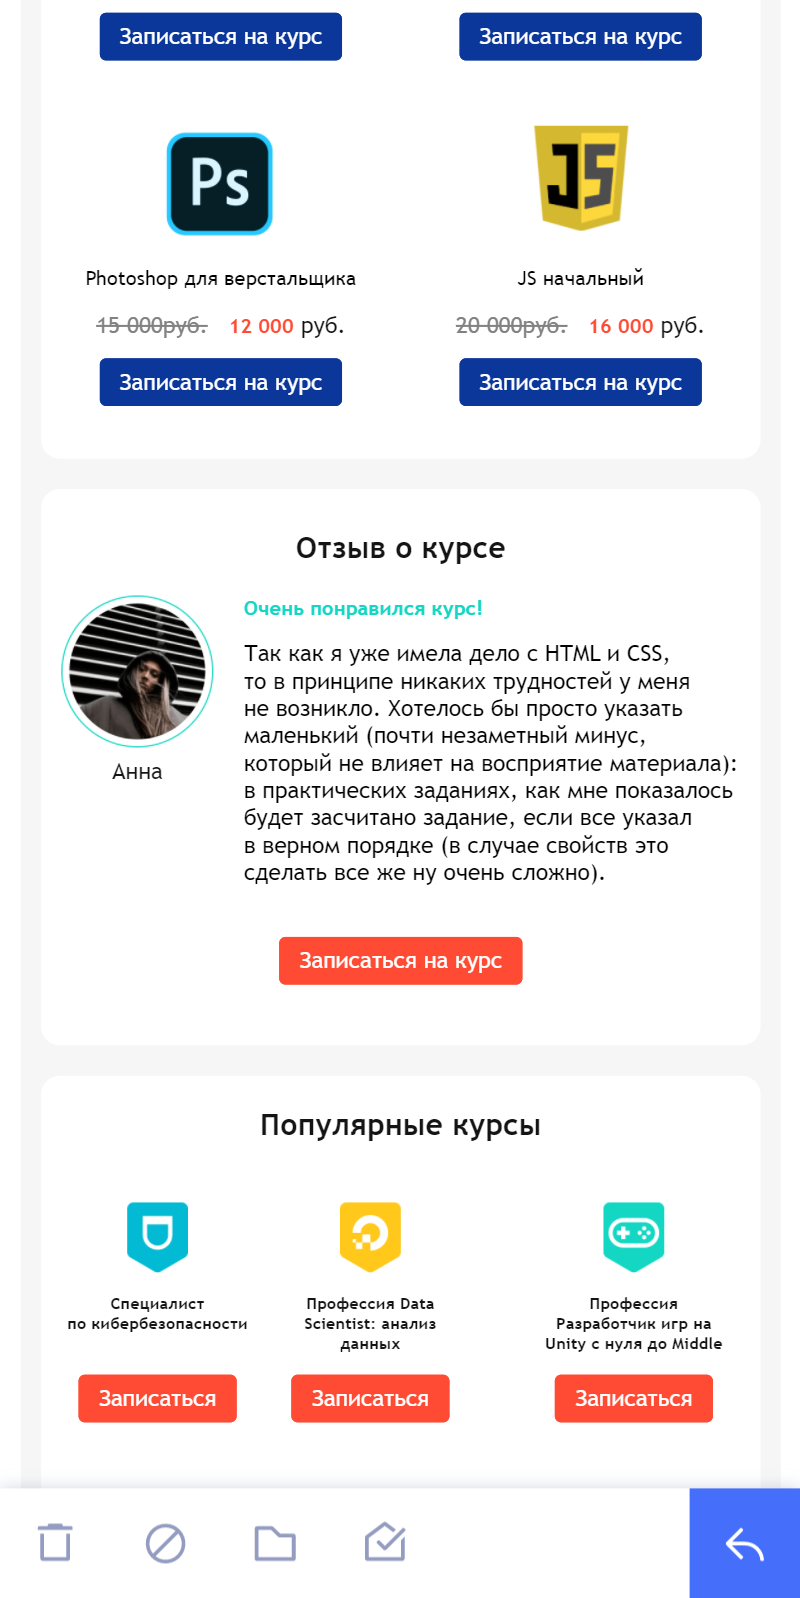 Записаться на курс Записаться на курс
Ps JS
Photoshop для верстальщика JS начальный
15 000руб. 12 000 руб. 20 000руб. 16 000 руб.
Записаться на курс Записаться на курс
Отзыв о курсе
Очень понравился курс!
Так как я уже имела дело с HTML и CSS,
то в принципе никаких трудностей у меня
не возникло. Хотелось бы просто указать
маленький (почти незаметный минус,
который не влияет на восприятие материала):
в практических заданиях, как мне показалось
будет засчитано задание, если все указал
в верном порядке (в случае свойств это
сделать все же ну очень сложно).
Анна
Записаться на курс
Популярные курсы
Специалист
по кибербезопасности
Профессия Data
Scientist: анализ
данных
Профессия
Разработчик игр на
Unity с нуля до Middle
Записаться Записаться Записаться